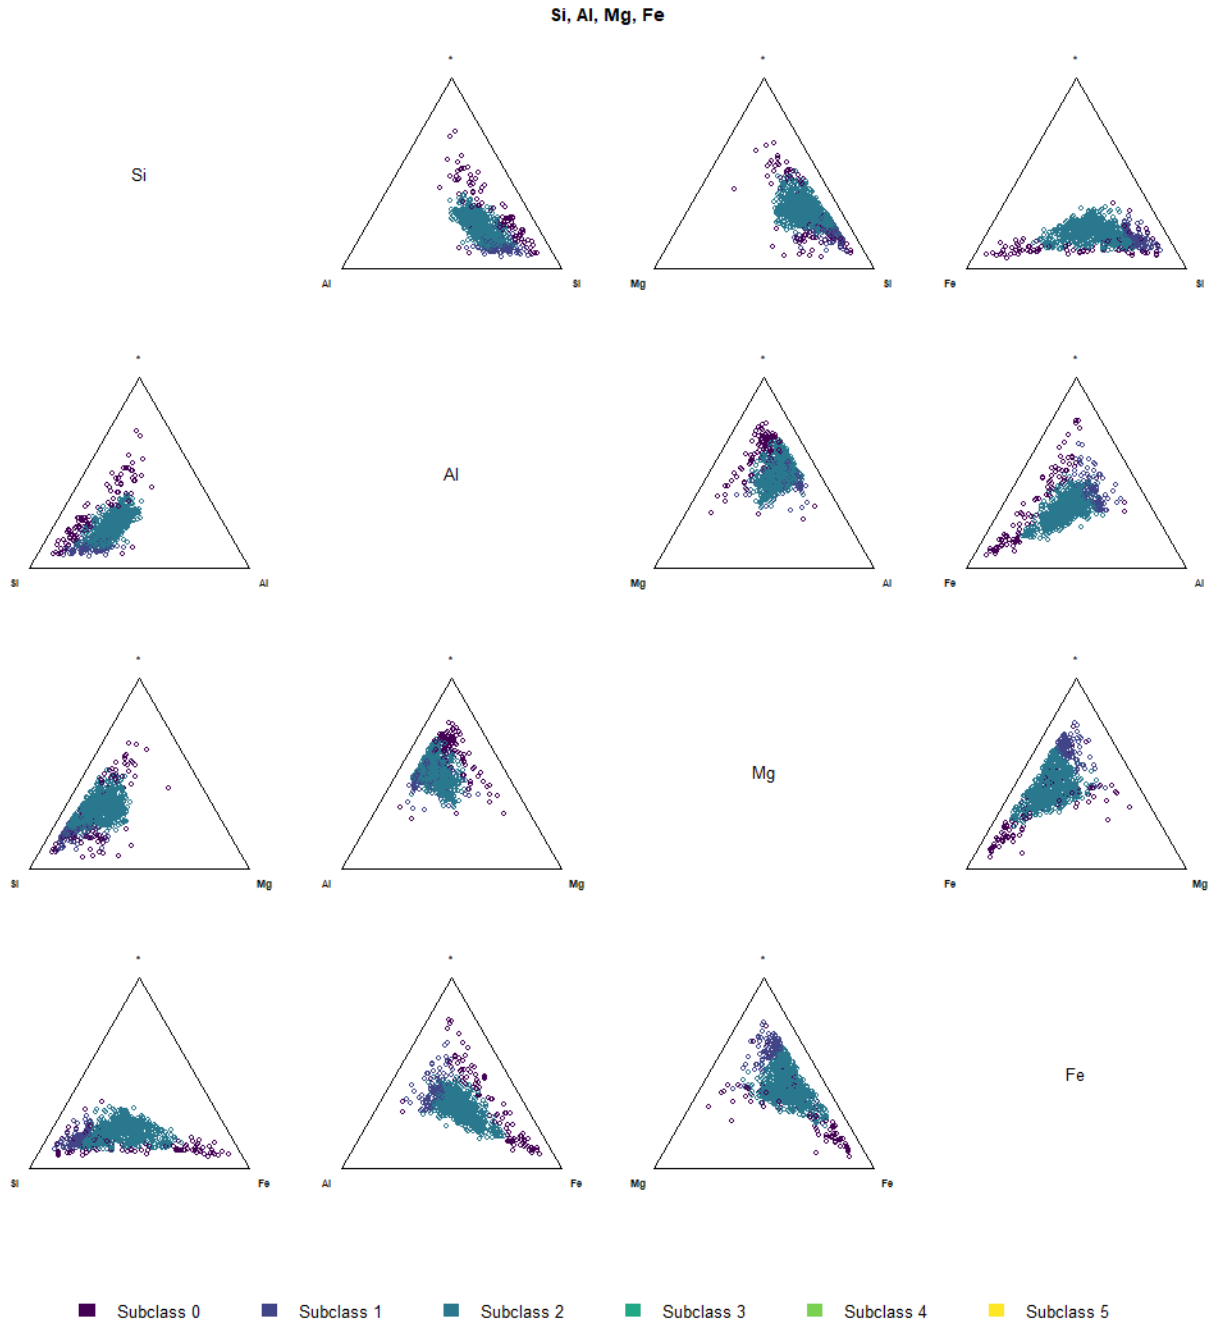 Si, Al, Mg, Fe
* * *
Si
Al Si Mg Si Fe Si
* * *
Al
Si Al Mg Al Fe Al
* * *
Mg
Si Mg Al Mg Fe Mg
* * *
Fe
Si Fe Al Fe Mg Fe
Subclass 0 Subclass 1 Subclass 2 Subclass 3 Subclass 4 Subclass 5